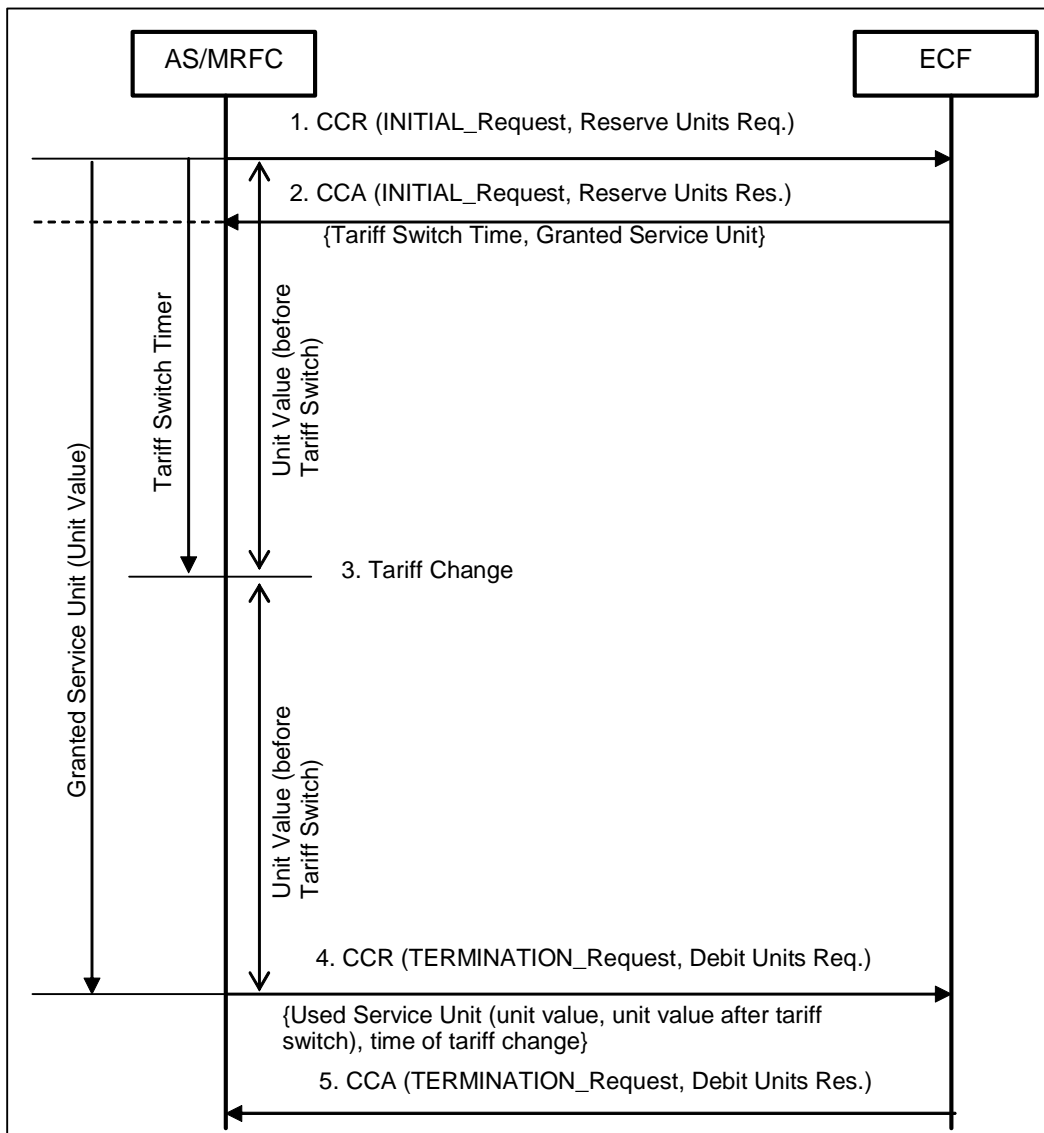 AS/MRFC
ECF
1. CCR (INITIAL_Request, Reserve Units Req.)
2. CCA (INITIAL_Request, Reserve Units Res.)
{Tariff Switch Time, Granted Service Unit}
Granted Service Unit (Unit Value)
Tariff Switch Timer
Unit Value (before
Tariff Switch)
3. Tariff Change
Unit Value (before
Tariff Switch)
4. CCR (TERMINATION_Request, Debit Units Req.)
{Used Service Unit (unit value, unit value after tariff
switch), time of tariff change}
5. CCA (TERMINATION_Request, Debit Units Res.)